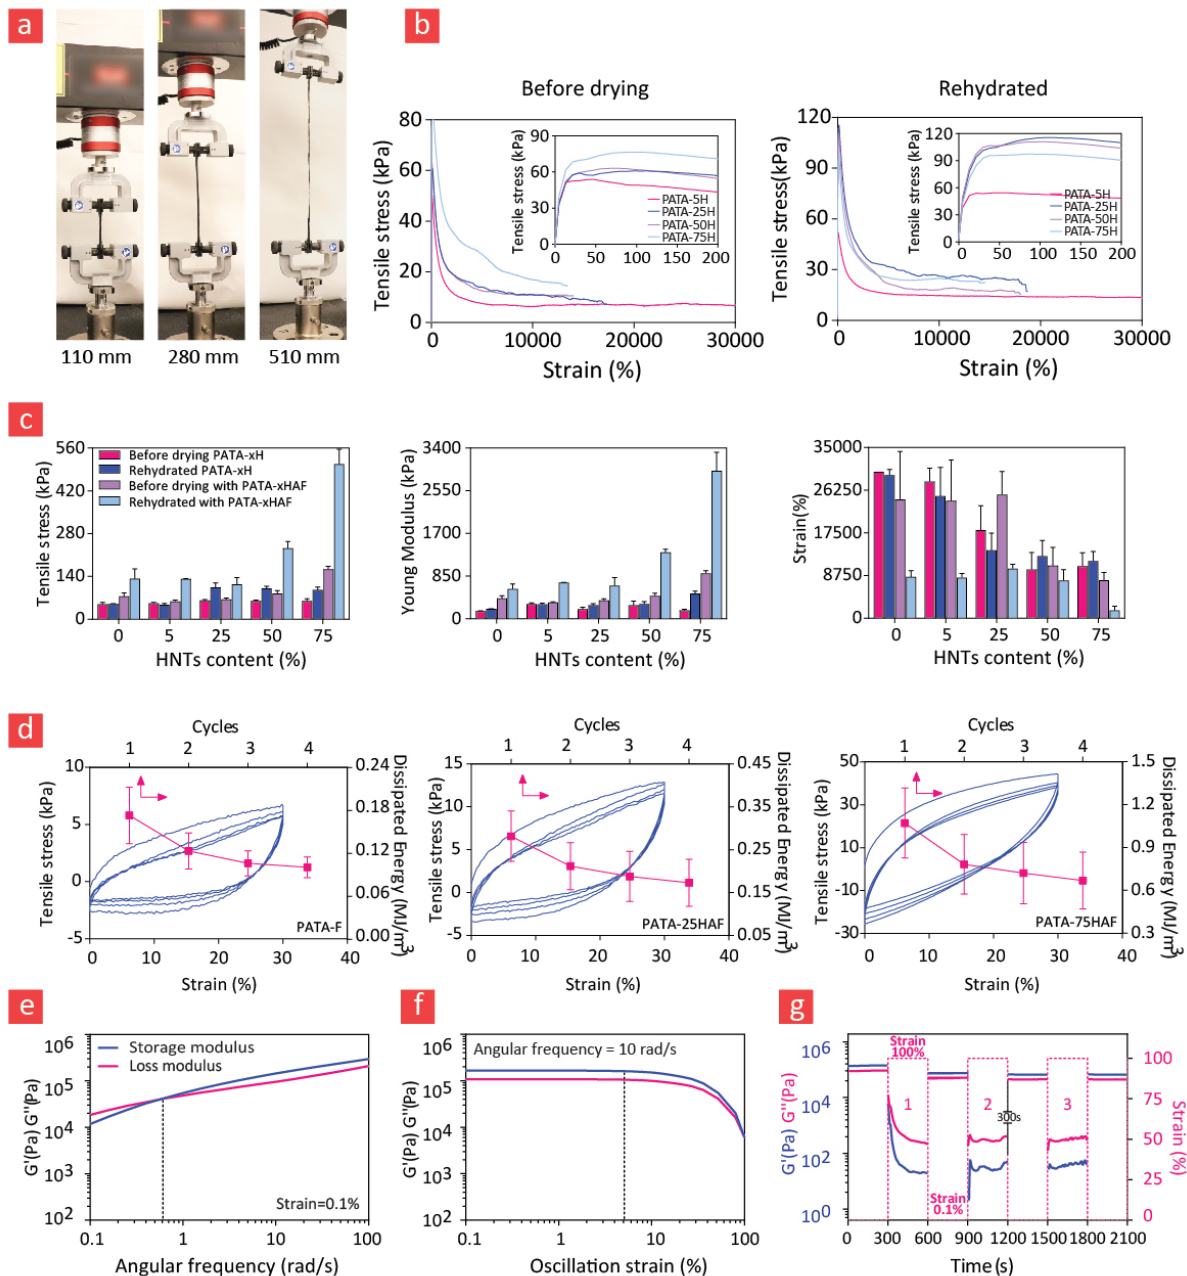 a
110 mm
280 mm
510 mm
b
Before drying
Tensile stress (kPa)
80
60
40
20
0
0
10000
20000
30000
Strain (%)
Tensile stress (kPa)
90
60
30
0
0
50
100
150
200
PATA-5H
PATA-25H
PATA-50H
PATA-75H
Rehydrated
Tensile stress(kPa)
120
90
60
30
0
0
10000
20000
30000
Strain (%)
Tensile stress (kPa)
120
90
60
30
0
0
50
100
150
200
PATA-5H
PATA-25H
PATA-50H
PATA-75H
c
Tensile stress (kPa)
560
420
280
140
0
Before drying PATA-xH
Rehydrated PATA-xH
Before drying with PATA-xHAF
Rehydrated with PATA-xHAF
0 5 25 50 75
HNTs content (%)
Young Modulus (kPa)
3400
2550
1700
850
0
0 5 25 50 75
HNTs content (%)
Strain(%)
35000
26250
17500
8750
0
0 5 25 50 75
HNTs content (%)
d
Cycles
1 2 3 4
Tensile stress (kPa)
10
5
0
-5
0.24
0.18
0.12
0.06
0.00
Dissipated Energy (MJ/m3)
PATA-F
0 10 20 30 40
Strain (%)
Cycles
1 2 3 4
Tensile stress (kPa)
15
10
5
0
-5
0.45
0.35
0.25
0.15
0.05
Dissipated Energy (MJ/m3)
PATA-25HAF
0 10 20 30 40
Strain (%)
Cycles
1 2 3 4
Tensile stress (kPa)
50
30
10
-10
-30
1.5
1.2
0.9
0.6
0.3
Dissipated Energy (MJ/m3)
PATA-75HAF
0 10 20 30 40
Strain (%)
e
G'(Pa) G''(Pa)
10⁶
10⁵
10⁴
10³
10²
Storage modulus
Loss modulus
Strain=0.1%
0.1 1 10 100
Angular frequency (rad/s)
f
G'(Pa) G''(Pa)
10⁶
10⁵
10⁴
10³
10²
Angular frequency = 10 rad/s
0.1 1 10 100
Oscillation strain (%)
g
G'(Pa) G''(Pa)
10⁶
10⁴
10²
10⁰
Strain
100%
1
2
3
300s
Strain
0.1%
100
75
50
25
0
Strain (%)
0 300 600 900 1200 1500 1800 2100
Time(s)